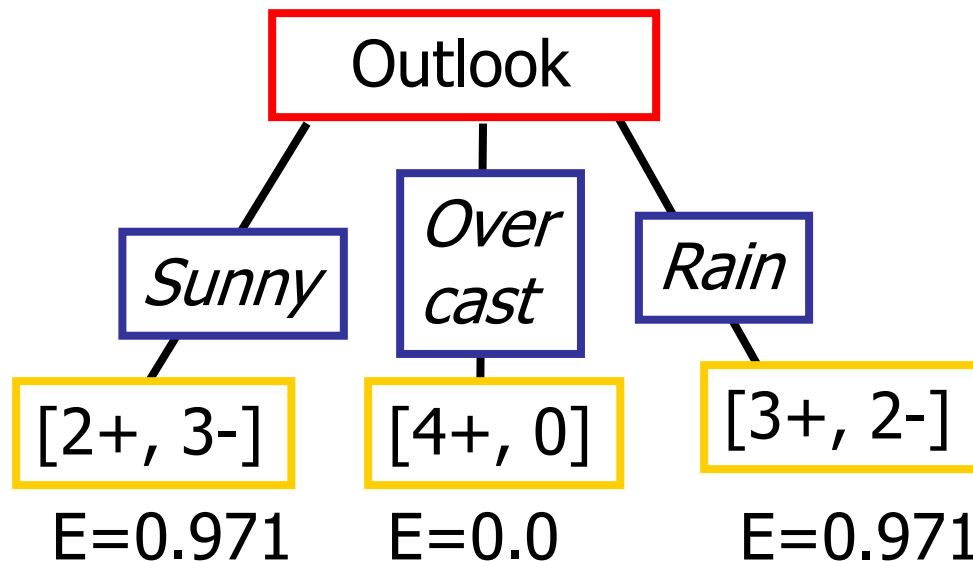 Outlook
Sunny
Over
cast
Rain
[2+, 3-]
[4+, 0]
[3+, 2-]
E=0.971
E=0.0
E=0.971